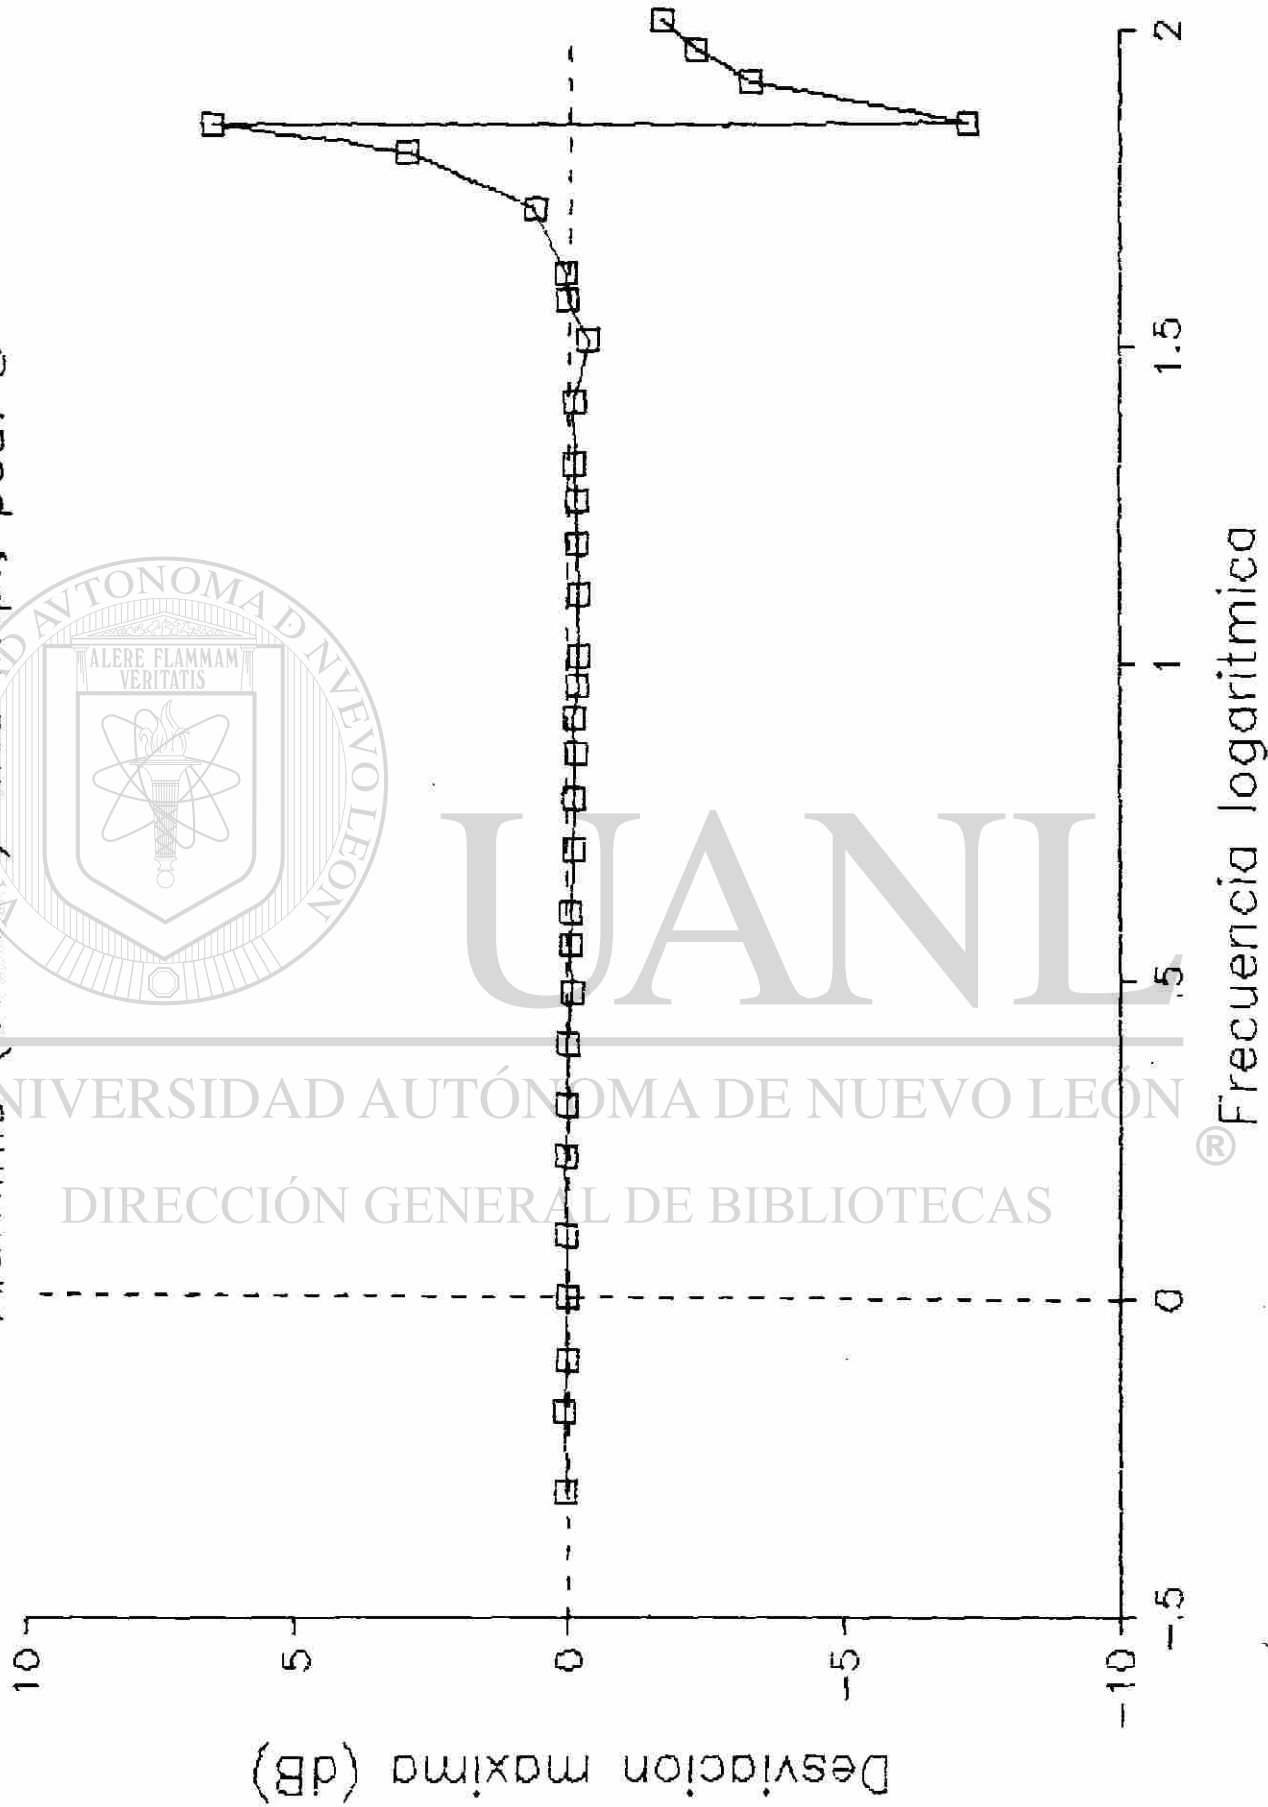 10
5
0
-5
-10
Desviacion maxima (dB)
-.5
0
.5
1
1.5
2
Frecuencia logaritmica
ALERE FLAMMAM
VERITATIS
UANL
UNIVERSIDAD AUTÓNOMA DE NUEVO LEÓN
®
DIRECCIÓN GENERAL DE BIBLIOTECAS